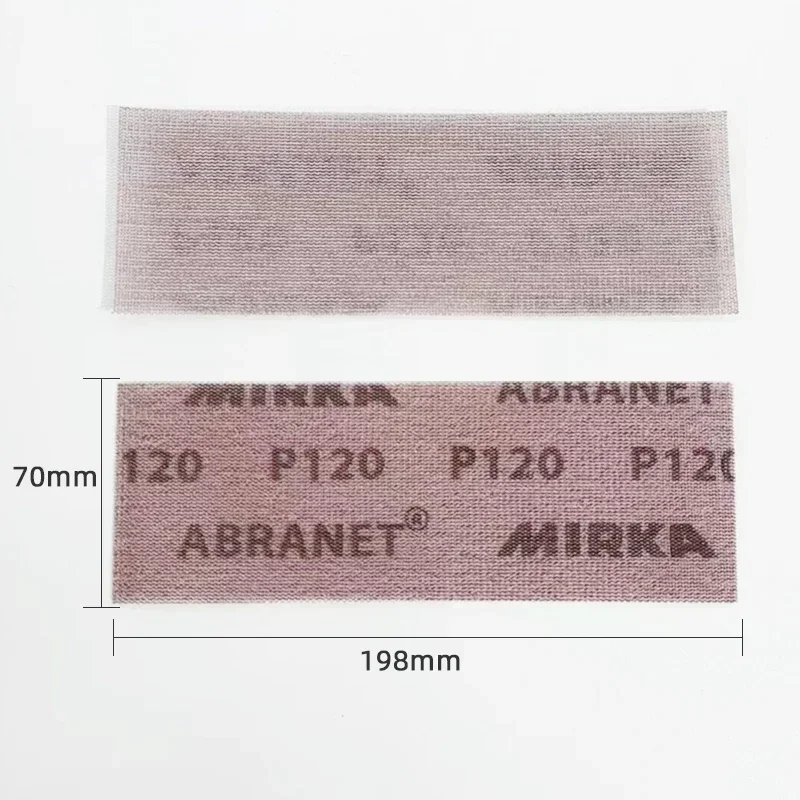 MIRKA ABRANET
120 P120 P120 P120
70mm
ABRANET® MIRKA
198mm